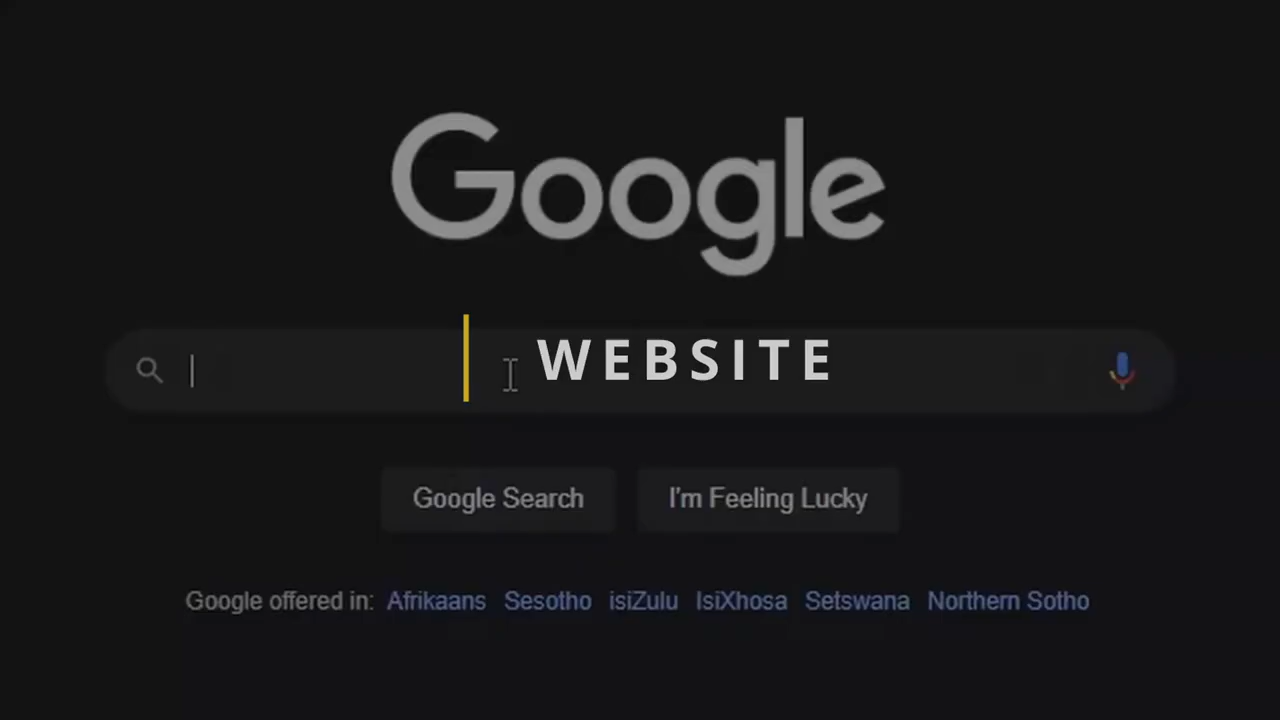 Google
WEBSITE
Google Search I'm Feeling Lucky
Google offered in: Afrikaans Sesotho isiZulu IsiXhosa Setswana Northern Sotho